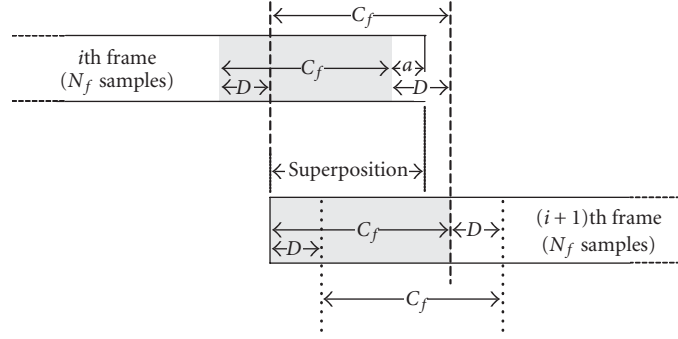 C_f
ith frame
(N_f samples)
C_f
a
D
D
Superposition
C_f
D
D
(i + 1)th frame
(N_f samples)
C_f